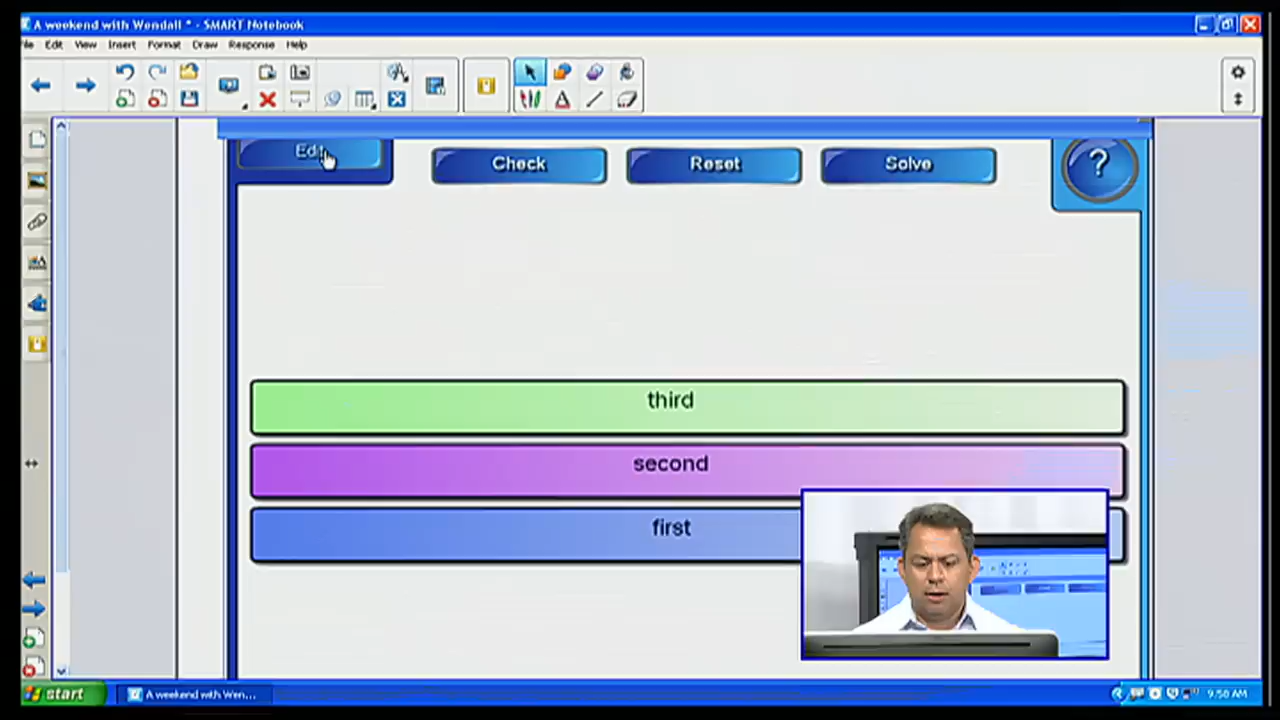 A weekend with Wendall * - SMART Notebook
File Edit View Insert Format Draw Response Help
Edit Check Reset Solve ?
third
second
first
start A weekend with Wen... 9:50 AM